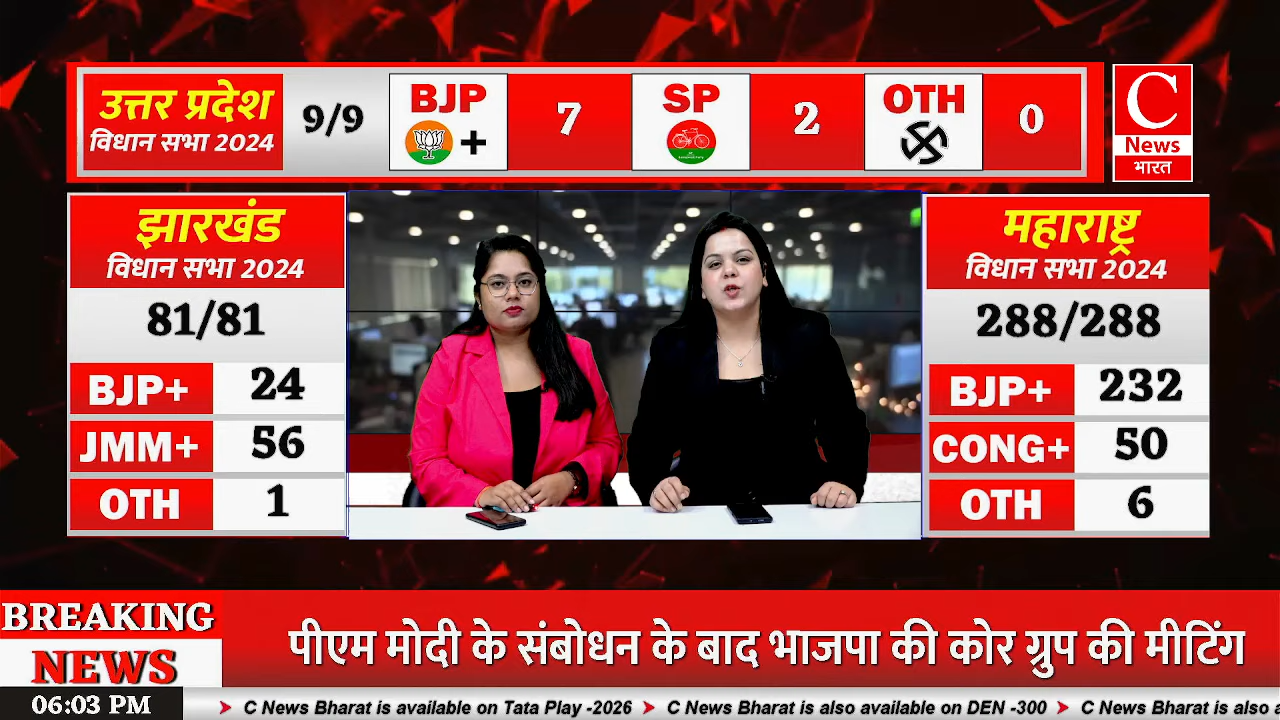 उत्तर प्रदेश
विधान सभा 2024
9/9
BJP
+
7
SP
2
OTH
0
C
News
भारत
झारखंड
विधान सभा 2024
81/81
BJP+ 24
JMM+ 56
OTH 1
महाराष्ट्र
विधान सभा 2024
288/288
BJP+ 232
CONG+ 50
OTH 6
BREAKING
NEWS
पीएम मोदी के संबोधन के बाद भाजपा की कोर ग्रुप की मीटिंग
06:03 PM
C News Bharat is available on Tata Play -2026 C News Bharat is also available on DEN -300 C News Bharat is also a